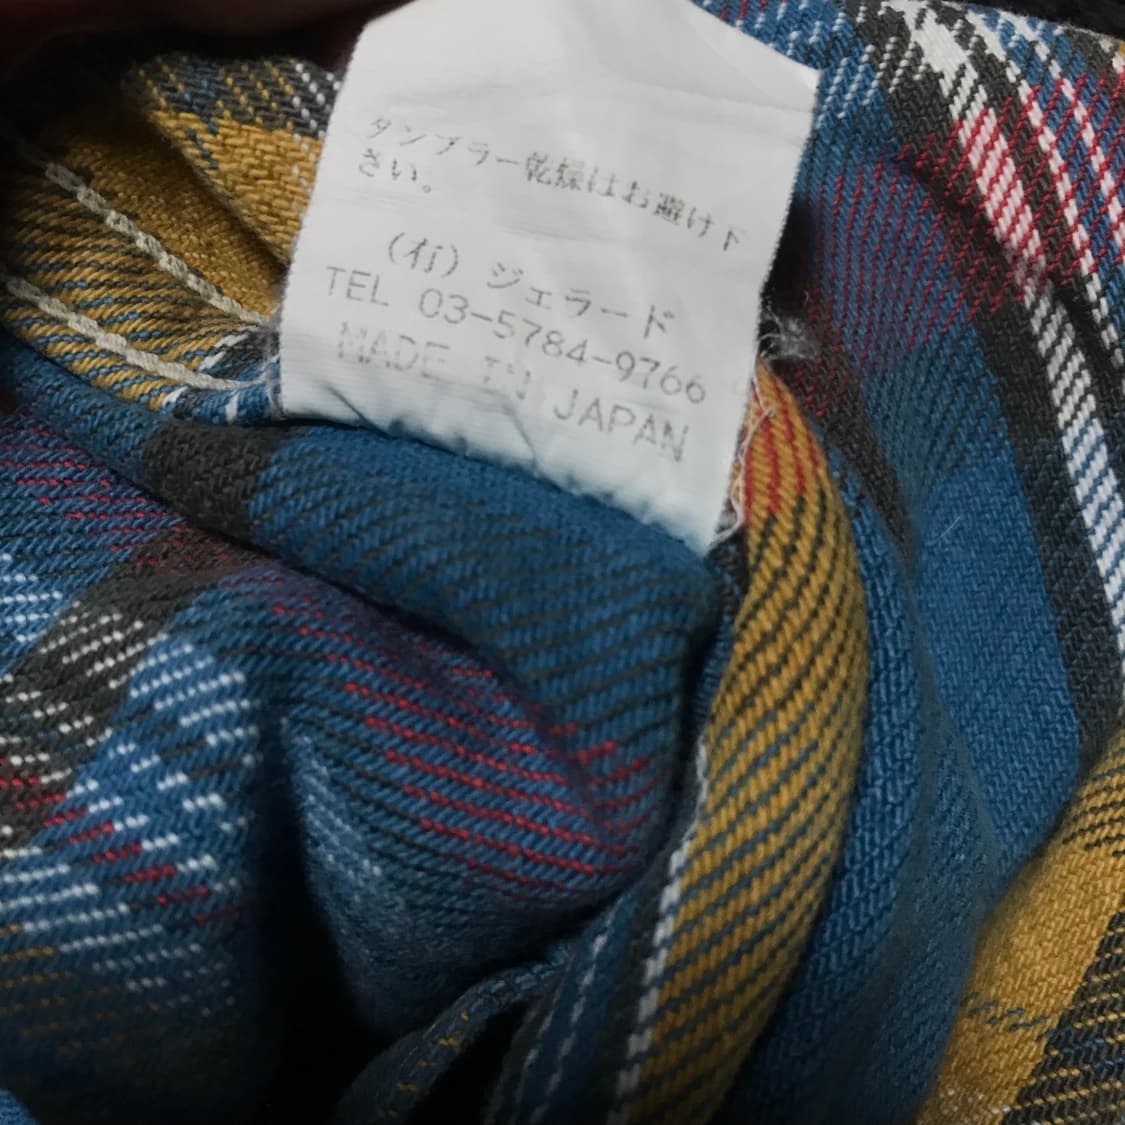 タンブラー乾燥はお避け下
さい。
(有) ジェラード
TEL 03-5784-9766
MADE IN JAPAN